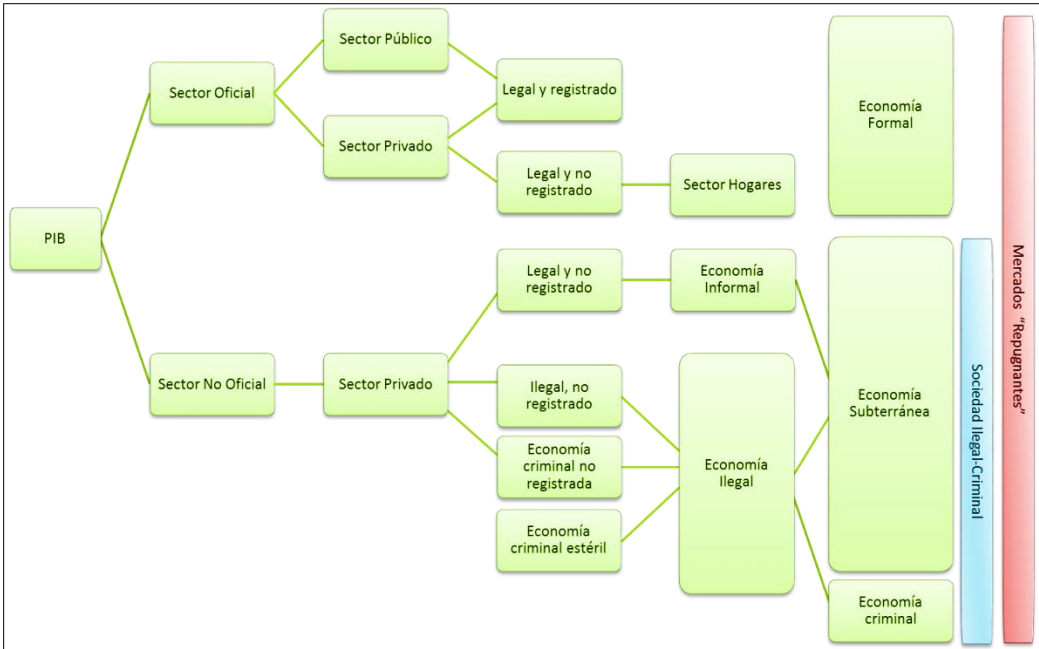 Sector Público
Sector Oficial
Legal y registrado
Economía
Formal
Sector Privado
Legal y no
registrado
Sector Hogares
PIB
Legal y no
registrado
Economía
Informal
Sector No Oficial
Sector Privado
Ilegal, no
registrado
Economía
Subterránea
Economía
criminal no
registrada
Economía
Ilegal
Economía
criminal estéril
Economía
criminal
Sociedad Ilegal-Criminal
Mercados "Repugnantes"